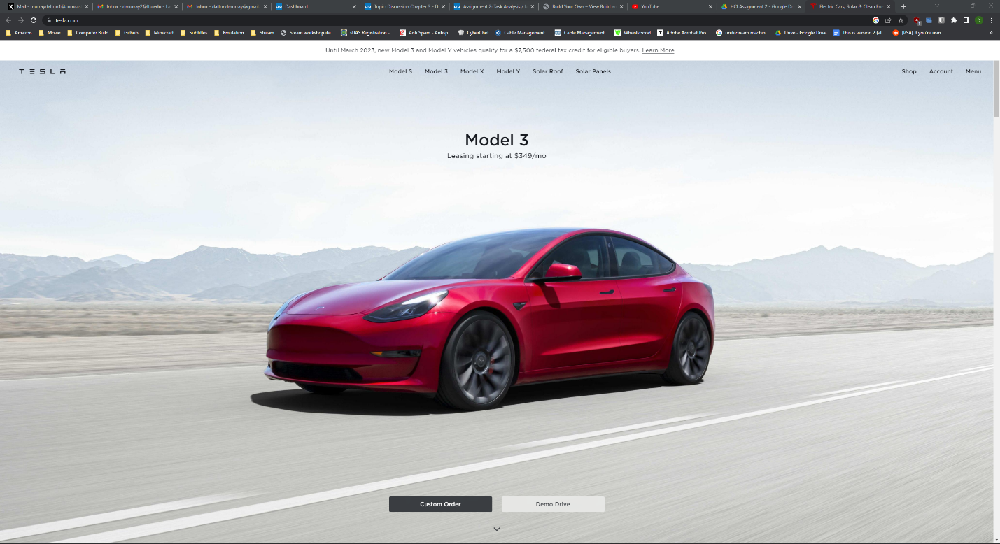 Mail - murraydalton1@comca
Inbox - dmurray2@ltu.edu - La
Inbox - daltondmurray@gmail
Dashboard
Topic: Discussion Chapter 3 - D
Assignment 2: Task Analysis /
Build Your Own – View Build
YouTube
HCI Assignment 2 - Google Dr
Electric Cars, Solar & Clean En
tesla.com
Amazon Movie Computer Build Github Minecraft Subtitles Emulation Stream Steam workshop ite... sUAS Registration -... Anti Spam - Antisp... CyberChef Cable Management... Cable Management... WhenIsGood Adobe Acrobat Pro... unifi dream machin... Drive - Google Drive This is version 2 (all... [PSA] If you're usin... »
Until March 2023, new Model 3 and Model Y vehicles qualify for a $7,500 federal tax credit for eligible buyers. Learn More
TESLA Model S Model 3 Model X Model Y Solar Roof Solar Panels Shop Account Menu
Model 3
Leasing starting at $349/mo
Custom Order Demo Drive